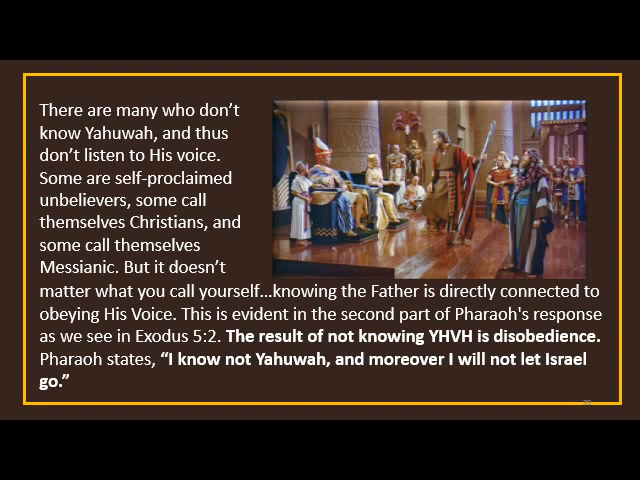 There are many who don’t
know Yahuwah, and thus
don’t listen to His voice.
Some are self-proclaimed
unbelievers, some call
themselves Christians, and
some call themselves
Messianic. But it doesn’t
matter what you call yourself…knowing the Father is directly connected to
obeying His Voice. This is evident in the second part of Pharaoh's response
as we see in Exodus 5:2. The result of not knowing YHVH is disobedience.
Pharaoh states, “I know not Yahuwah, and moreover I will not let Israel
go.”